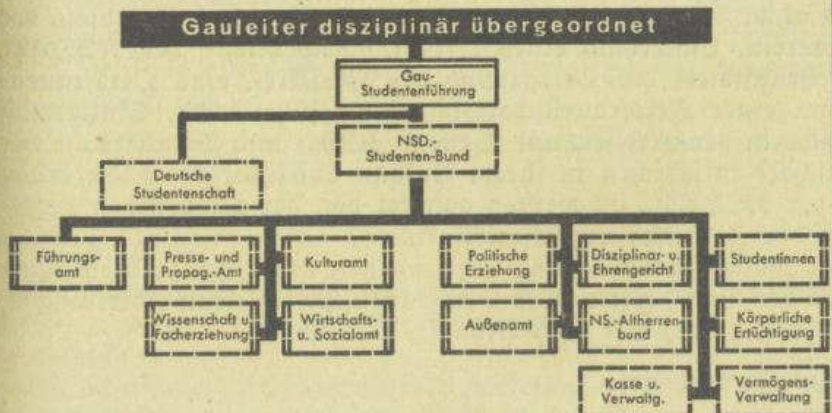 Gauleiter disziplinär übergeordnet
Gau-
Studentenführung
NSD.-
Studenten-Bund
Deutsche
Studentenschaft
Führungs-
amt
Presse- und
Propag.-Amt
Kulturamt
Politische
Erziehung
Disziplinar- u.
Ehrengericht
Studentinnen
Wissenschaft u.
Facherziehung
Wirtschafts-
u. Sozialamt
Außenamt
NS.-Altherren-
bund
Körperliche
Ertüchtigung
Kasse u.
Verwaltg.
Vermögens-
Verwaltung